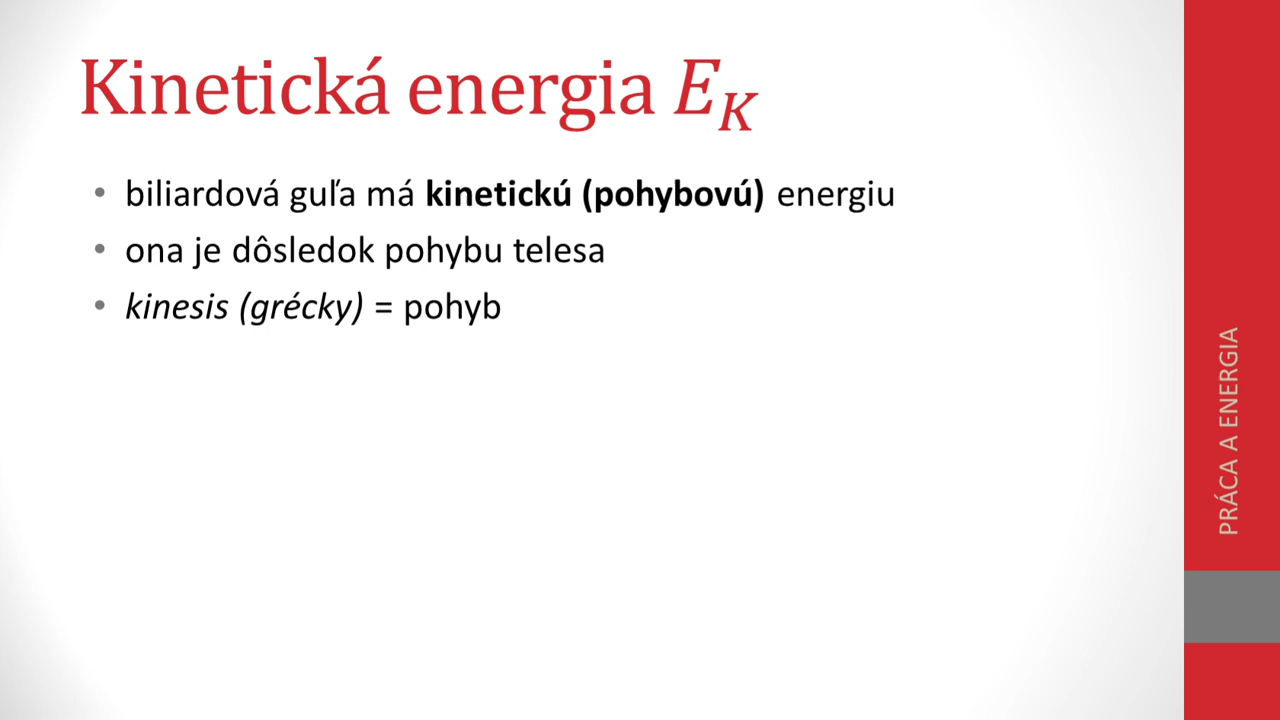 Kinetická energia E_K
• biliardová guľa má kinetickú (pohybovú) energiu
• ona je dôsledok pohybu telesa
• kinesis (grécky) = pohyb
PRÁCA A ENERGIA